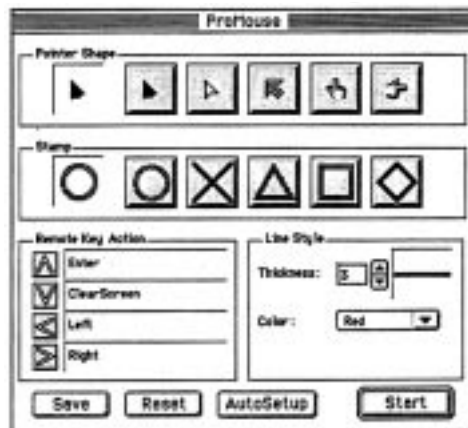 ProMouse
Pointer Shape
Stamp
Remote Key Action
Enter
ClearScreen
Left
Right
Line Style
Thickness: 5
Color: Red
Save Reset AutoSetup Start